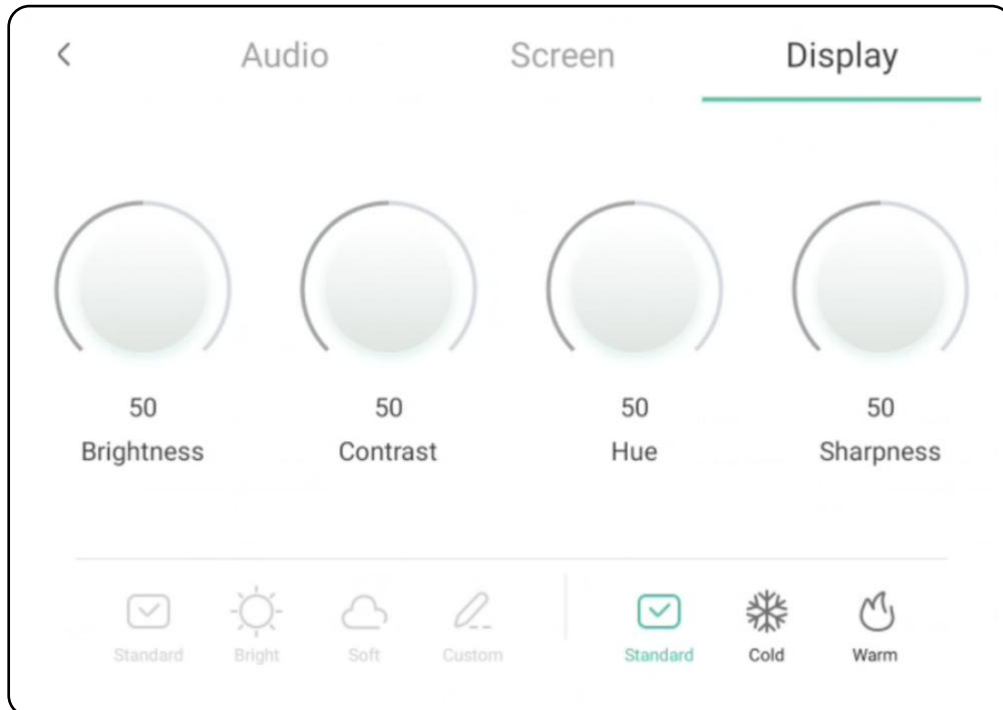 Audio Screen Display
50 50 50 50
Brightness Contrast Hue Sharpness
Standard Bright Soft Custom Standard Cold Warm